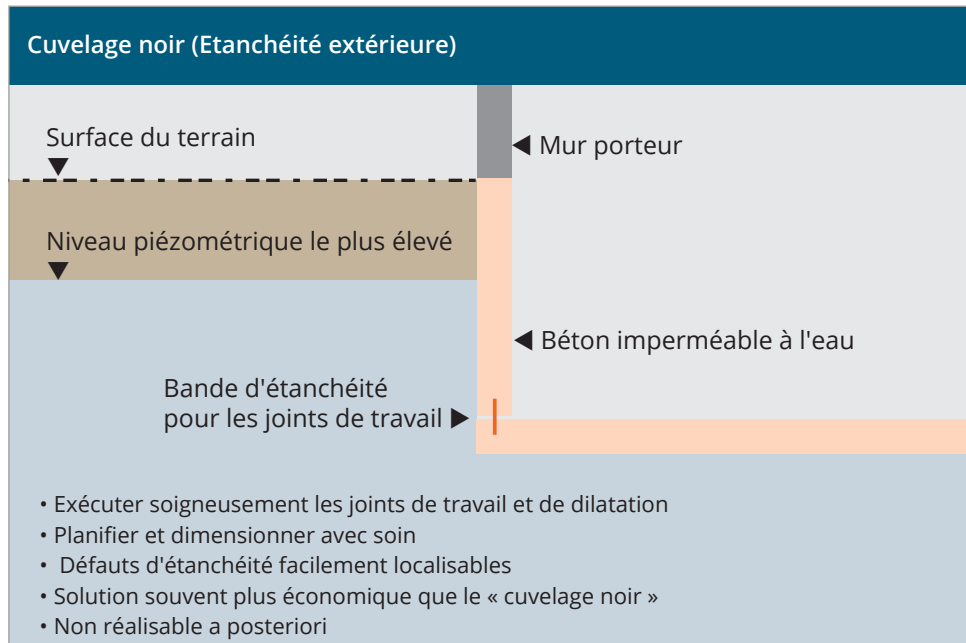 Cuvelage noir (Etanchéité extérieure)
Surface du terrain
Mur porteur
Niveau piézométrique le plus élevé
Béton imperméable à l'eau
Bande d'étanchéité
pour les joints de travail
• Exécuter soigneusement les joints de travail et de dilatation
• Planifier et dimensionner avec soin
• Défauts d'étanchéité facilement localisables
• Solution souvent plus économique que le « cuvelage noir »
• Non réalisable a posteriori